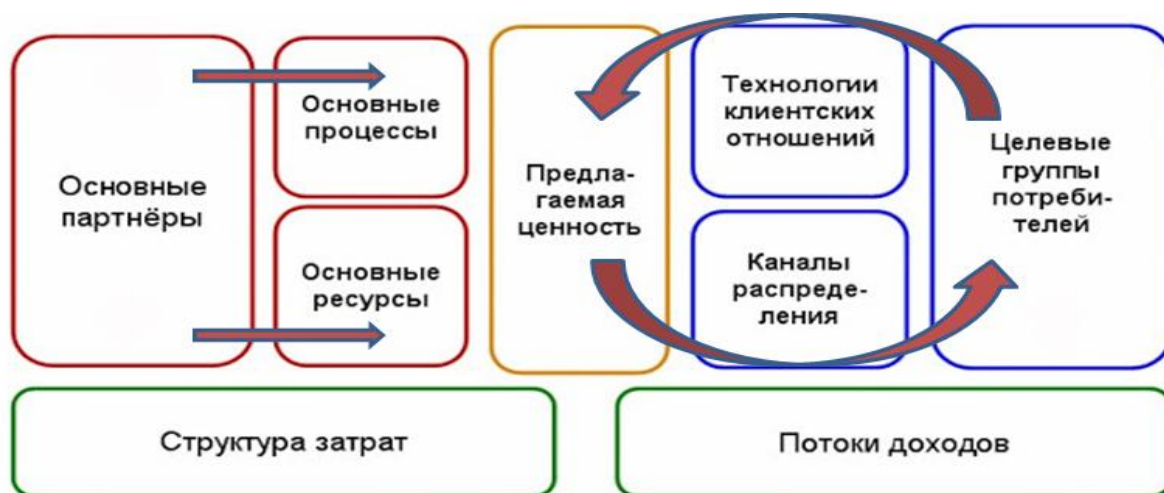 Основные
партнёры
Основные
процессы
Основные
ресурсы
Предла-
гаемая
ценность
Технологии
клиентских
отношений
Каналы
распреде-
ления
Целевые
группы
потреби-
телей
Структура затрат
Потоки доходов